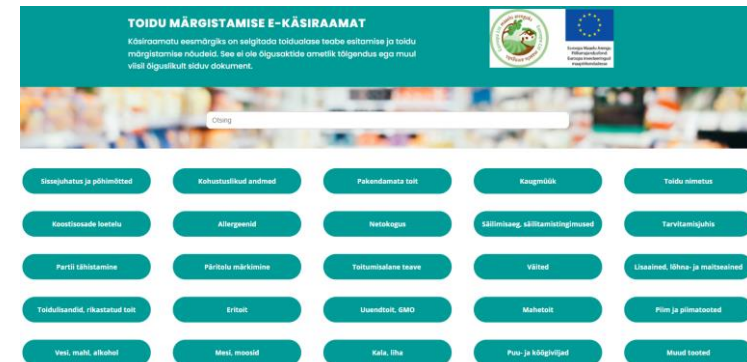 TOIDU MÄRGISTAMISE E-KÄSIRAAMAT
Käsiraamatu eesmärgiks on selgitada toidualase teabe esitamise ja toidu
märgistamise nõudeid. See ei ole õigusaktide ametlik tõlgendus ega muul
viisil õiguslikult siduv dokument.
Otsing
Sissejuhatus ja põhimõtted
Kohustuslikud andmed
Pakendamata toit
Kaugmüük
Toidu nimetus
Koostisosade loetelu
Allergeenid
Netokogus
Säilimisaeg, säilitamistingimused
Tarvitamisjuhis
Partii tähistamine
Päritolu märkimine
Toitumisalane teave
Väited
Lisaained, lõhna- ja maitseained
Toidulisandid, rikastatud toit
Eritoit
Uuendtoit, GMO
Mahetoit
Piim ja piimatooted
Vesi, mahl, alkohol
Mesi, moosid
Kala, liha
Puu- ja köögiviljad
Muud tooted